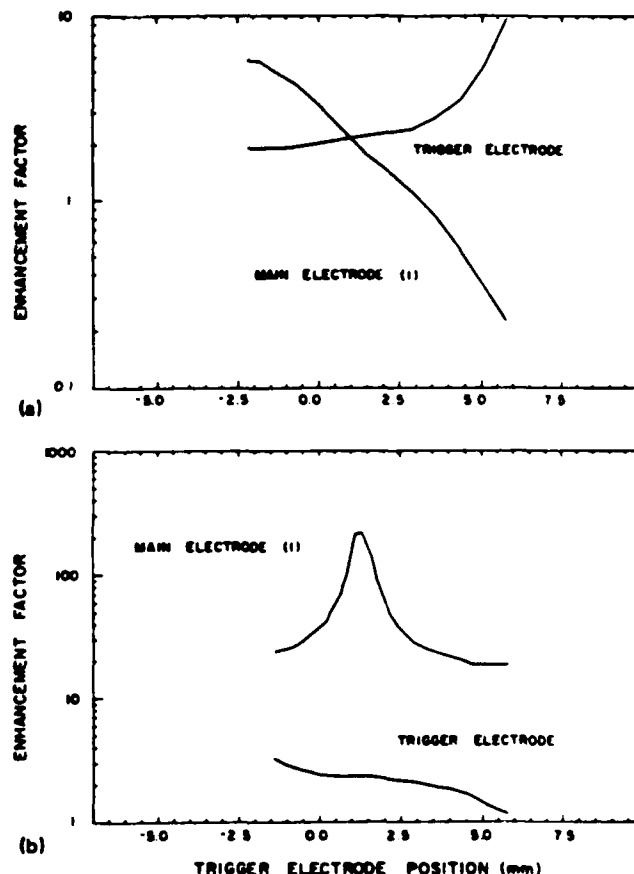 10
1
0.1
ENHANCEMENT FACTOR
TRIGGER ELECTRODE
MAIN ELECTRODE (1)
(a)
-5.0 -2.5 0.0 2.5 5.0 7.5
1000
100
10
1
ENHANCEMENT FACTOR
MAIN ELECTRODE (1)
TRIGGER ELECTRODE
(b)
-5.0 0.0 2.5 5.0 7.5
TRIGGER ELECTRODE POSITION (mm)